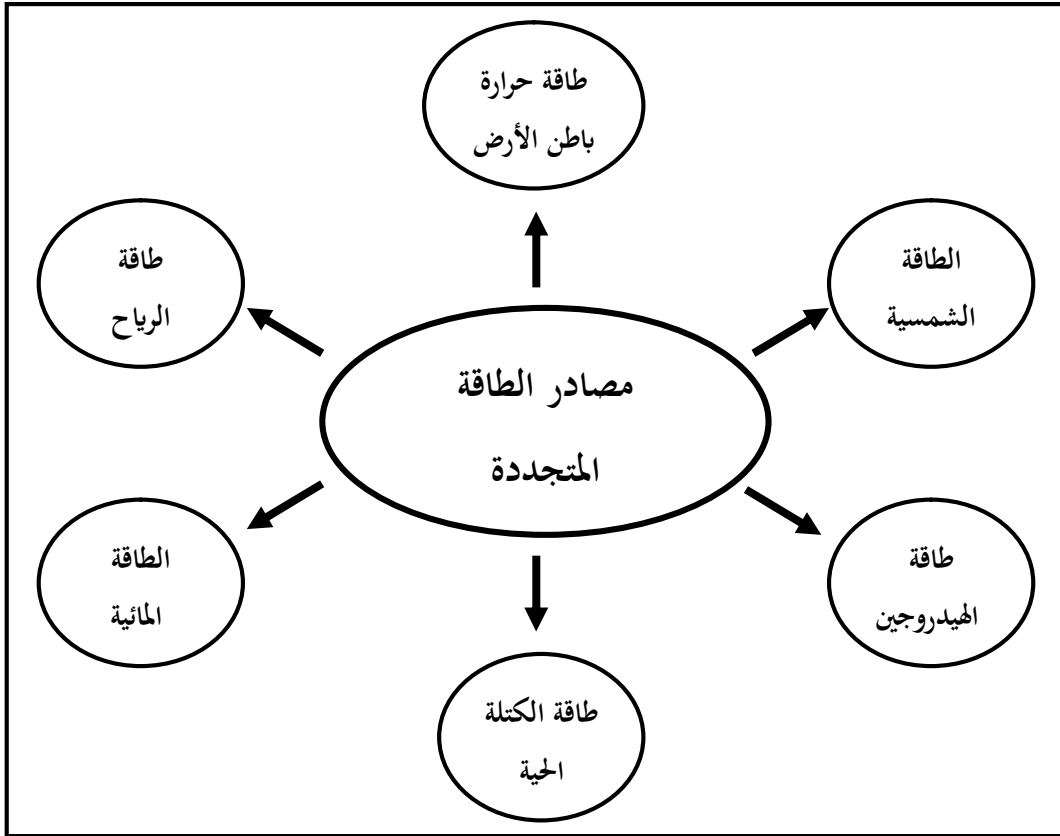 طاقة حرارة
باطن الأرض
الطاقة
الشمسية
طاقة
الرياح
مصادر الطاقة
المتجددة
طاقة
الهيدروجين
الطاقة
المائية
طاقة الكتلة
الحية